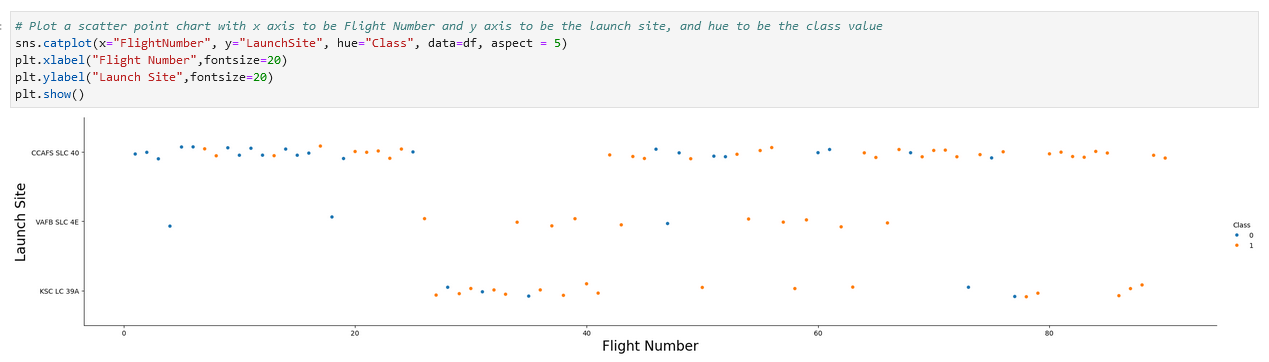 # Plot a scatter point chart with x axis to be Flight Number and y axis to be the launch site, and hue to be the class value
sns.catplot(x="FlightNumber", y="LaunchSite", hue="Class", data=df, aspect = 5)
plt.xlabel("Flight Number",fontsize=20)
plt.ylabel("Launch Site",fontsize=20)
plt.show()
CCAFS SLC 40
VAFB SLC 4E
KSC LC 39A
Launch Site
Class
0
1
0 20 40 60 80
Flight Number